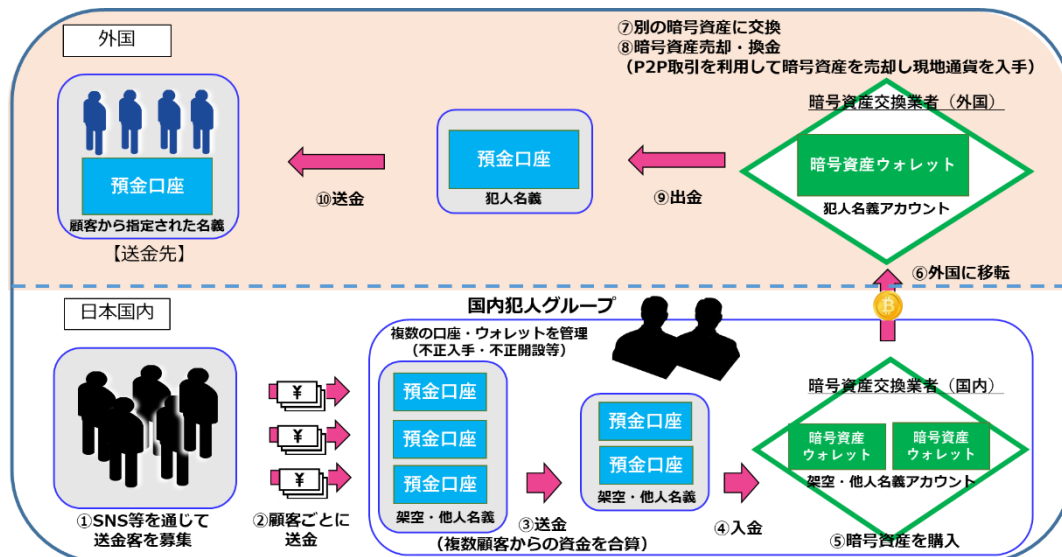 外国
⑦別の暗号資産に交換
⑧暗号資産売却・換金
(P2P取引を利用して暗号資産を売却し現地通貨を入手)
暗号資産交換業者(外国)
預金口座
預金口座
暗号資産ウォレット
⑩送金
犯人名義
⑨出金
犯人名義アカウント
顧客から指定された名義
【送金先】
⑥外国に移転
日本国内
国内犯人グループ
複数の口座・ウォレットを管理
(不正入手・不正開設等)
暗号資産交換業者(国内)
¥
預金口座
預金口座
¥
預金口座
暗号資産
ウォレット
暗号資産
ウォレット
預金口座
¥
預金口座
架空・他人名義
架空・他人名義
架空・他人名義アカウント
①SNS等を通じて
送金客を募集
②顧客ごとに
送金
③送金
④入金
⑤暗号資産を購入
(複数顧客からの資金を合算)